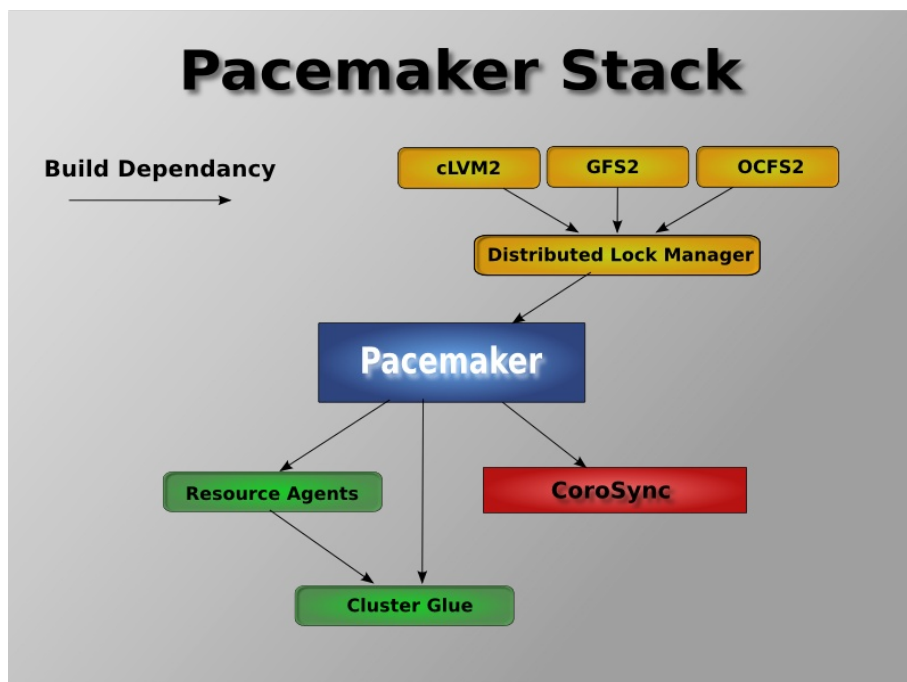 Pacemaker Stack
Build Dependancy
cLVM2
GFS2
OCFS2
Distributed Lock Manager
Pacemaker
Resource Agents
CoroSync
Cluster Glue